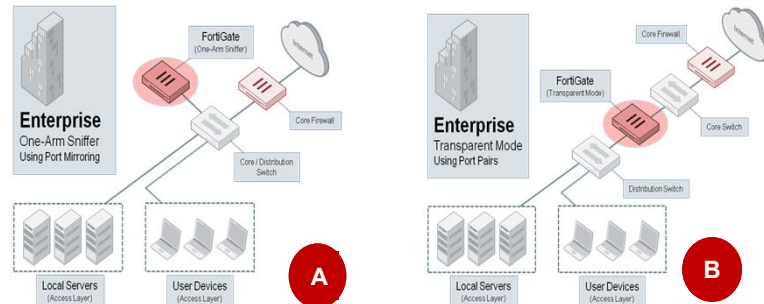 FortiGate
(One-Arm Sniffer)
Internet
Enterprise
One-Arm Sniffer
Using Port Mirroring
Core Firewall
Core / Distribution
Switch
Local Servers
(Access Layer)
User Devices
(Access Layer)
A
Core Firewall
Internet
FortiGate
(Transparent Mode)
Enterprise
Transparent Mode
Using Port Pairs
Core Switch
Distribution Switch
Local Servers
(Access Layer)
User Devices
(Access Layer)
B